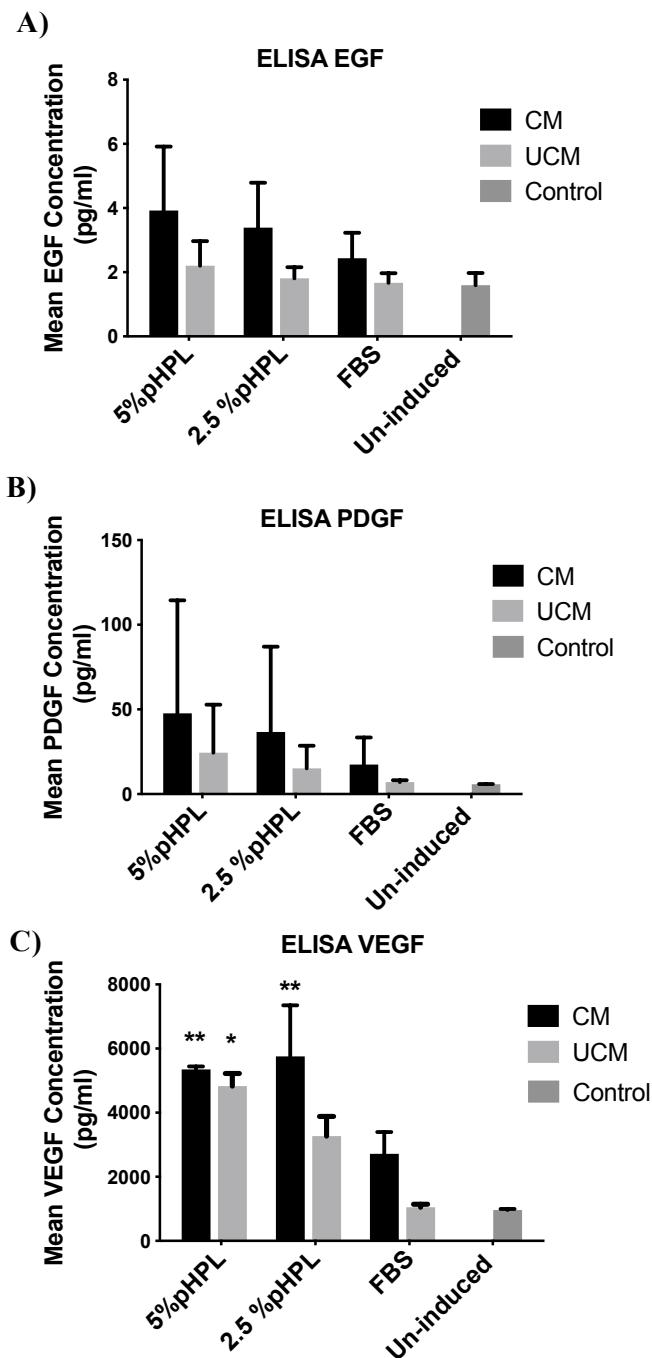 A)
ELISA EGF
Mean EGF Concentration
(pg/ml)
8
6
4
2
0
CM
UCM
Control
5%pHPL
2.5 %pHPL
FBS
Un-induced
B)
ELISA PDGF
Mean PDGF Concentration
(pg/ml)
150
100
50
0
CM
UCM
Control
5%pHPL
2.5 %pHPL
FBS
Un-induced
C)
ELISA VEGF
Mean VEGF Concentration
(pg/ml)
8000
6000
4000
2000
0
** * **
CM
UCM
Control
5%pHPL
2.5 %pHPL
FBS
Un-induced